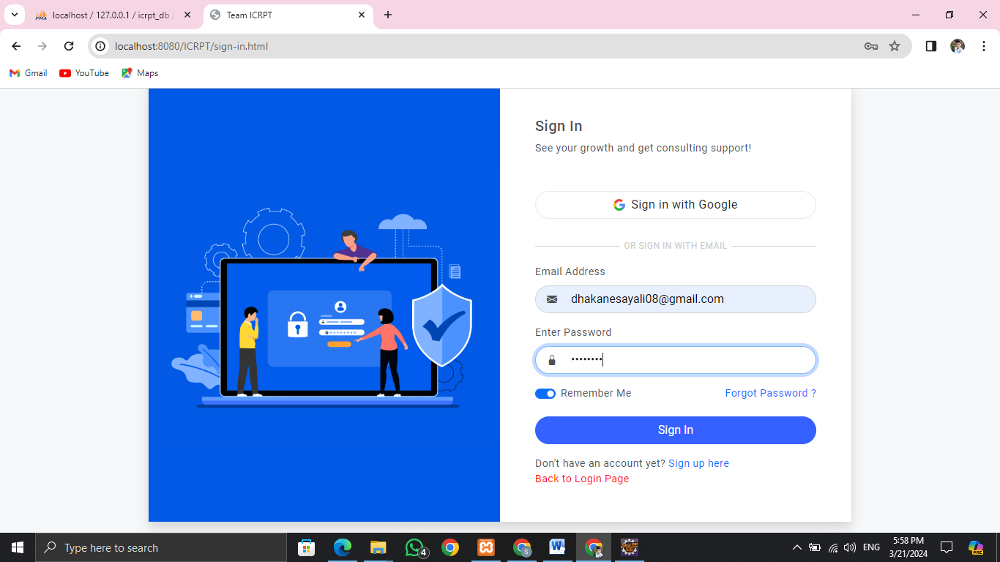 localhost / 127.0.0.1 / icrpt_db /
Team ICRPT
localhost:8080/ICRPT/sign-in.html
Gmail
YouTube
Maps
Sign In
See your growth and get consulting support!
Sign in with Google
OR SIGN IN WITH EMAIL
Email Address
dhakanesayali08@gmail.com
Enter Password
••••••••
Remember Me
Forgot Password ?
Sign In
Don't have an account yet? Sign up here
Back to Login Page
Type here to search
4
S
W
ENG
5:58 PM
3/21/2024
PRE